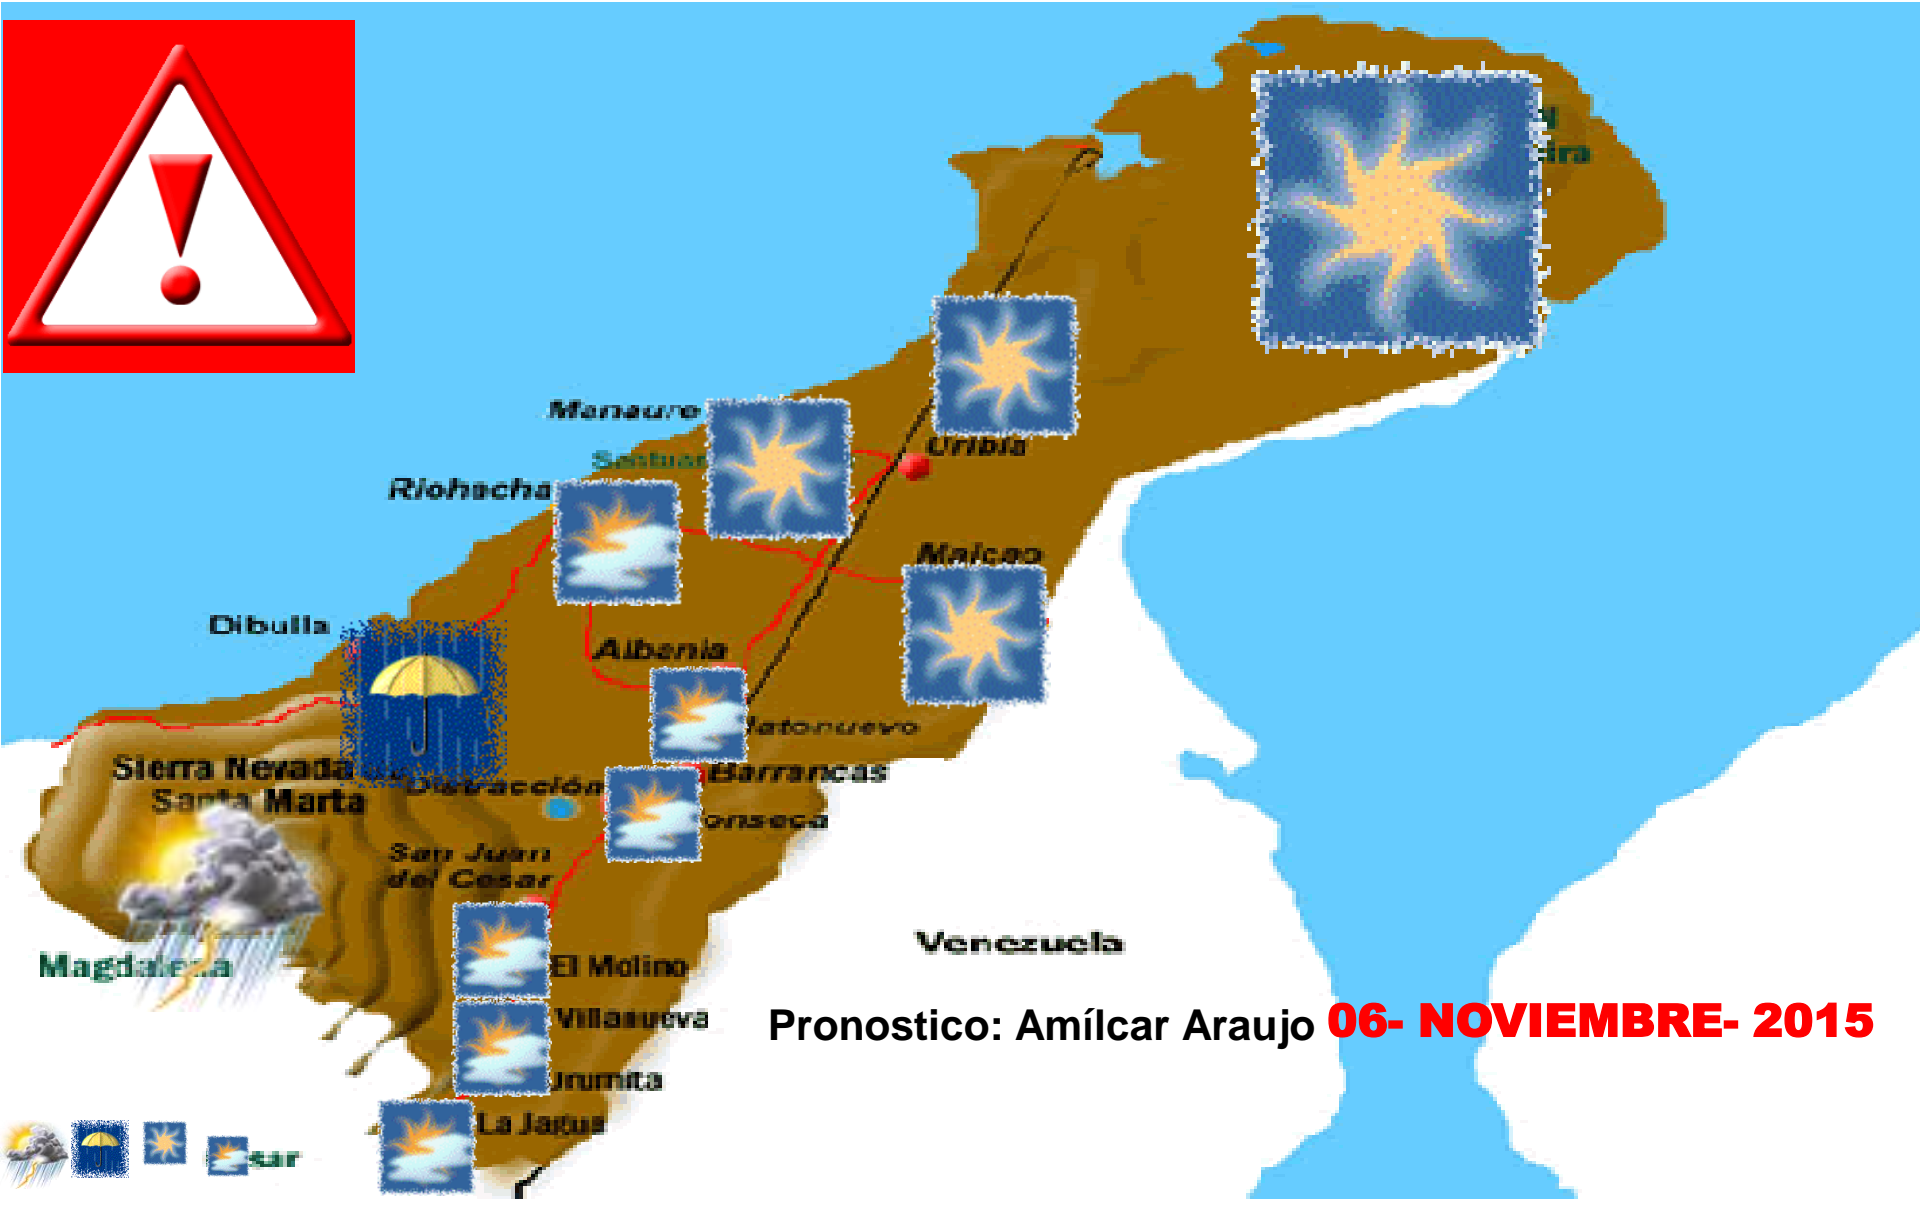 Manaure
Riohacha
Uribia
Maicao
Dibulla
Albania
Barrancas
Sierra Nevada
Santa Marta
Distracción
San Juan
del Cesar
Magdalena
El Molino
Venezuela
Villanueva
Pronostico: Amílcar Araujo 06- NOVIEMBRE- 2015
La Jagua